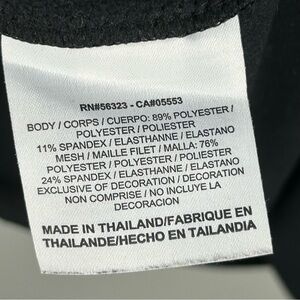 RN#56323 - CA#05553
BODY / CORPS / CUERPO: 89% POLYESTER /
POLYESTER / POLIESTER
11% SPANDEX / ELASTHANNE / ELASTANO
MESH / MAILLE FILET / MALLA: 76%
POLYESTER / POLYESTER / POLIESTER
24% SPANDEX / ELASTHANNE / ELASTANO
EXCLUSIVE OF DECORATION / DECORATION
NON COMPRISE / NO INCLUYE LA
DECORACION
MADE IN THAILAND/FABRIQUE EN
THAILANDE/HECHO EN TAILANDIA